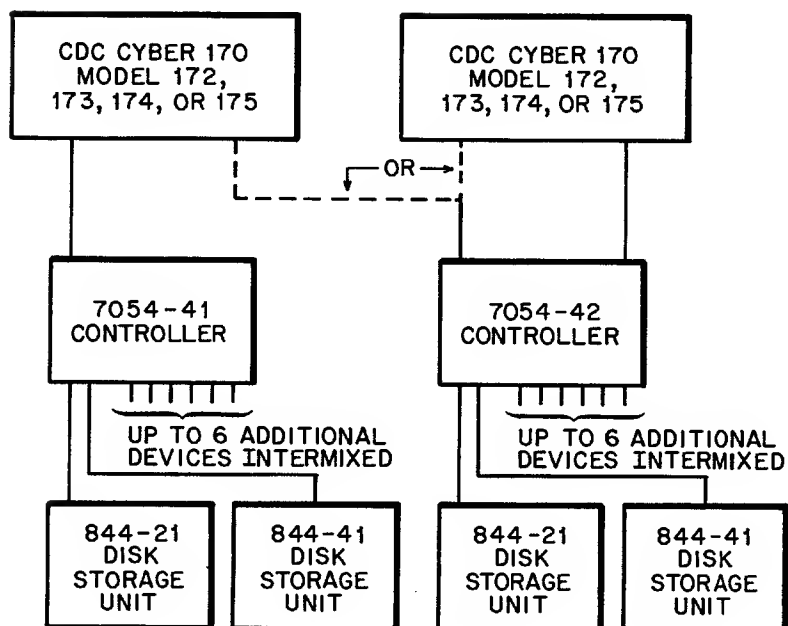 CDC CYBER 170
MODEL 172,
173, 174, OR 175
CDC CYBER 170
MODEL 172,
173, 174, OR 175
OR
7054-41
CONTROLLER
7054-42
CONTROLLER
UP TO 6 ADDITIONAL
DEVICES INTERMIXED
UP TO 6 ADDITIONAL
DEVICES INTERMIXED
844-21
DISK
STORAGE
UNIT
844-41
DISK
STORAGE
UNIT
844-21
DISK
STORAGE
UNIT
844-41
DISK
STORAGE
UNIT